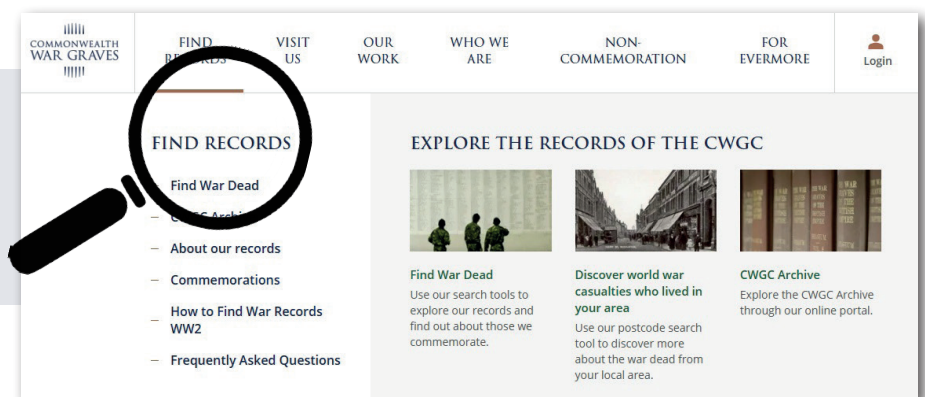 COMMONWEALTH
WAR GRAVES
FIND
RECORDS
VISIT
US
OUR
WORK
WHO WE
ARE
NON-
COMMEMORATION
FOR
EVERMORE
Login
FIND RECORDS
Find War Dead
CWGC Archive
About our records
Commemorations
How to Find War Records
WW2
Frequently Asked Questions
EXPLORE THE RECORDS OF THE CWGC
Find War Dead
Use our search tools to
explore our records and
find out about those we
commemorate.
Discover world war
casualties who lived in
your area
Use our postcode search
tool to discover more
about the war dead from
your local area.
CWGC Archive
Explore the CWGC Archive
through our online portal.